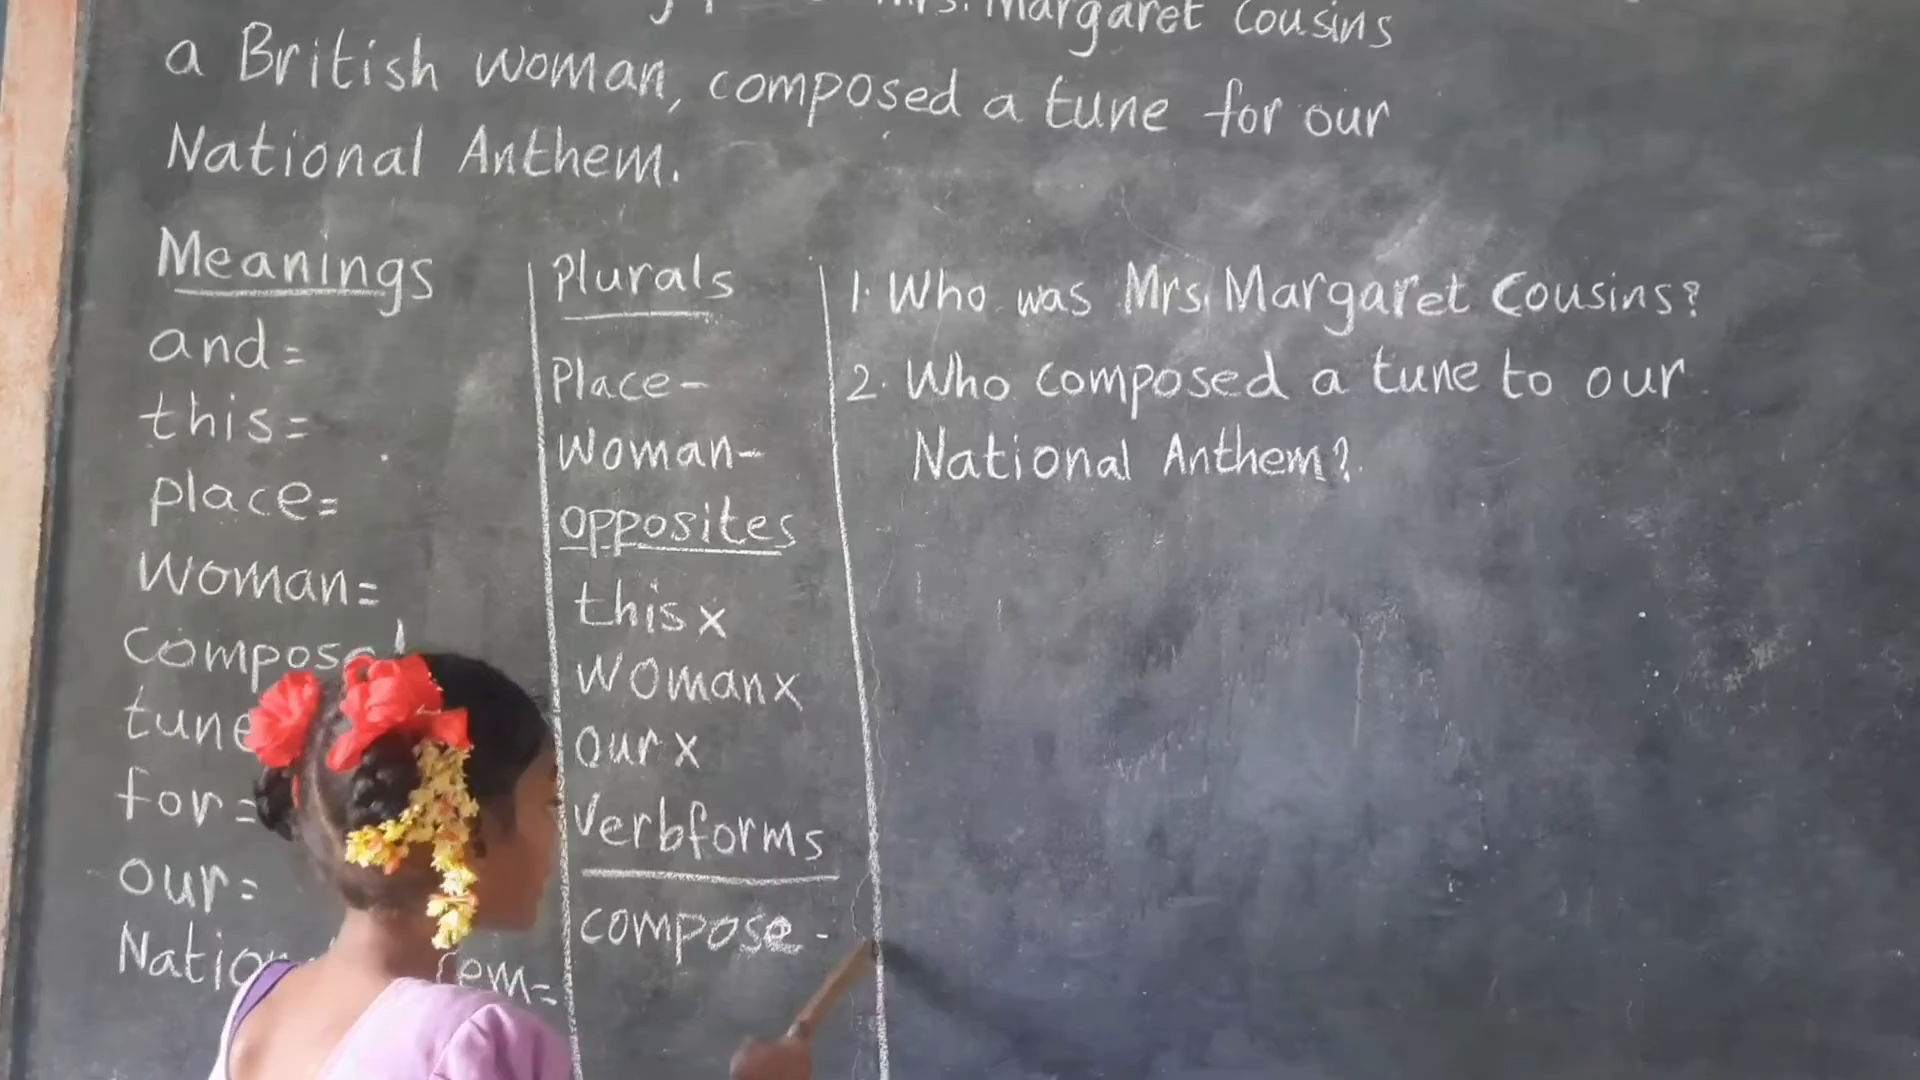 Mrs. Margaret Cousins
a British woman, composed a tune for our
National Anthem.
Meanings
and=
this=
place=
woman=
tune
for=
our=
Plurals
Place-
woman-
opposites
this x
woman x
our x
Verbforms
compose -
1. Who was Mrs. Margaret Cousins?
2. Who composed a tune to our
National Anthem?